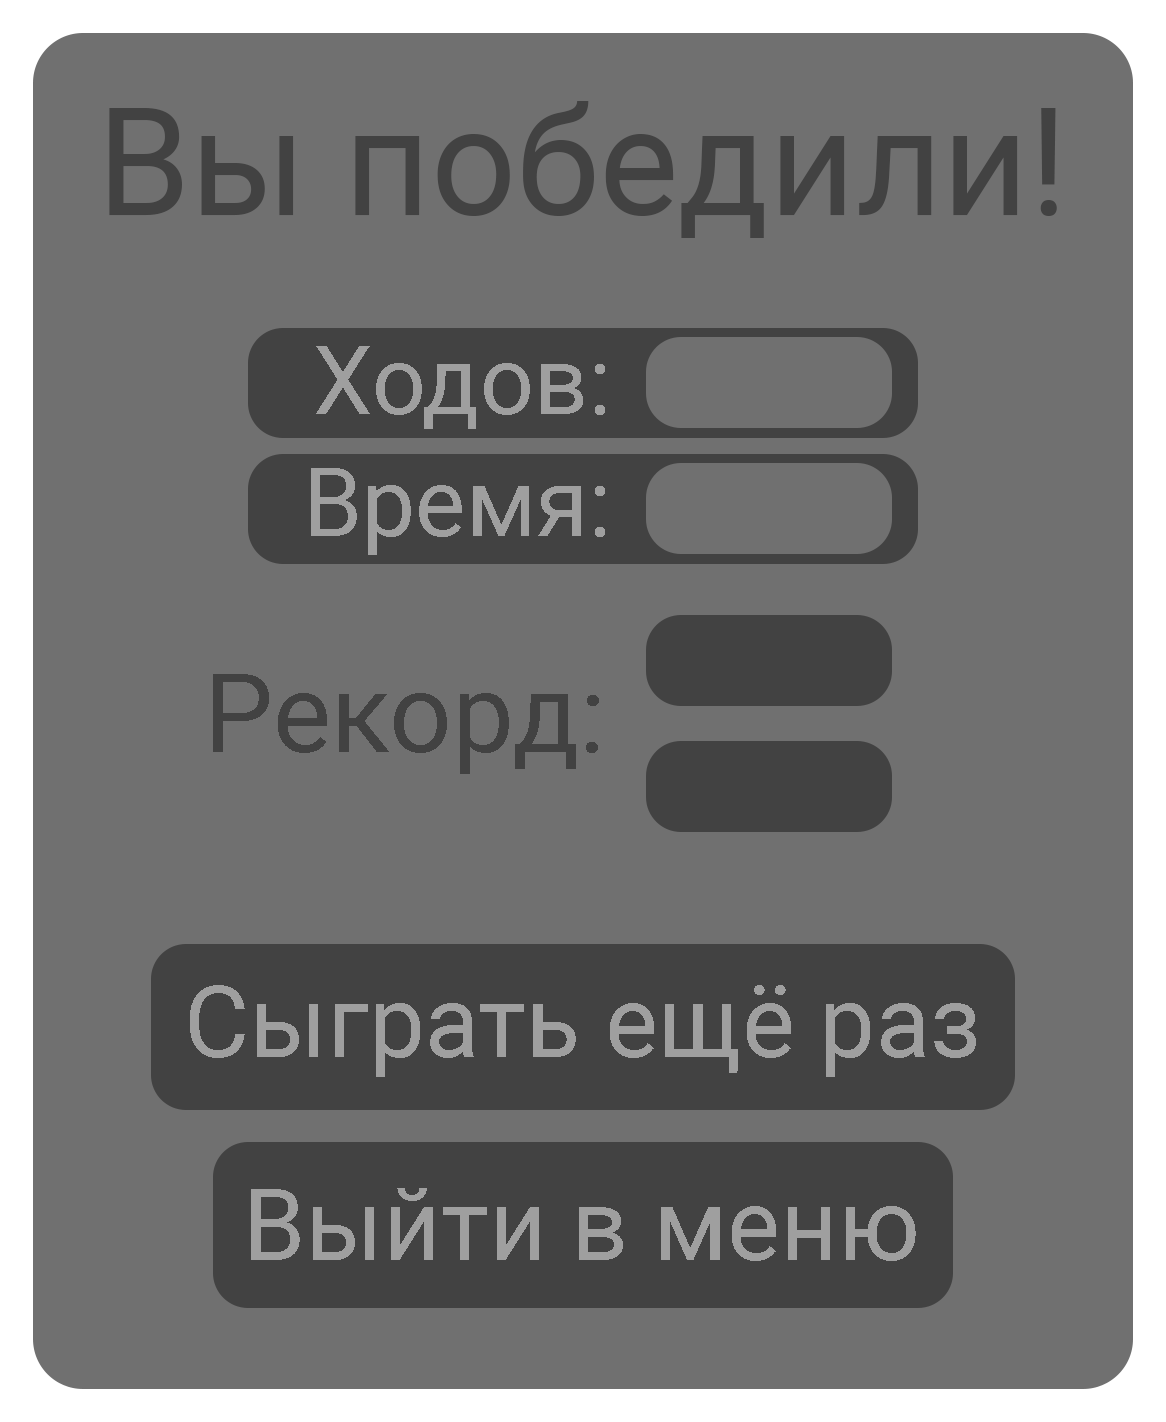 Вы победили!
Ходов:
Время:
Рекорд:
Сыграть ещё раз
Выйти в меню